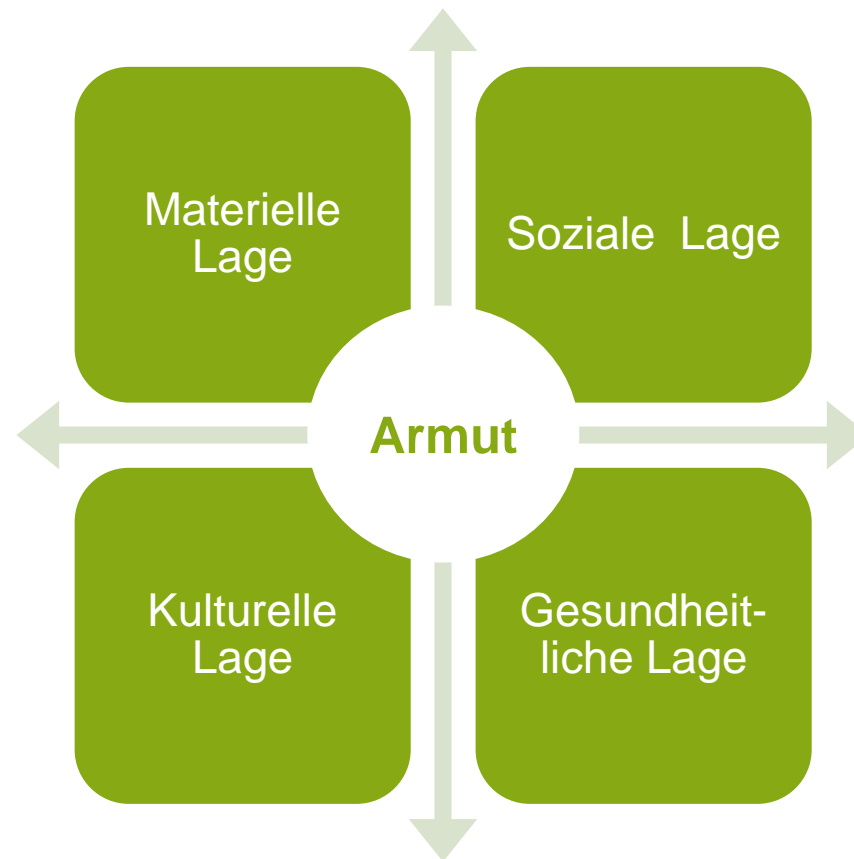 Materielle
Lage
Soziale  Lage
Armut
Kulturelle
Lage
Gesundheit-
liche Lage